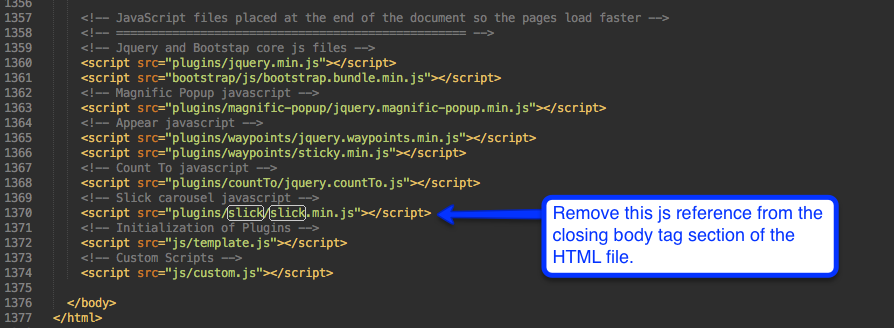 1356
1357 <!-- JavaScript files placed at the end of the document so the pages load faster -->
1358 <!-- ================================================== -->
1359 <!-- Jquery and Bootstap core js files -->
1360 <script src="plugins/jquery.min.js"></script>
1361 <script src="bootstrap/js/bootstrap.bundle.min.js"></script>
1362 <!-- Magnific Popup javascript -->
1363 <script src="plugins/magnific-popup/jquery.magnific-popup.min.js"></script>
1364 <!-- Appear javascript -->
1365 <script src="plugins/waypoints/jquery.waypoints.min.js"></script>
1366 <script src="plugins/waypoints/sticky.min.js"></script>
1367 <!-- Count To javascript -->
1368 <script src="plugins/countTo/jquery.countTo.js"></script>
1369 <!-- Slick carousel javascript -->
1370 <script src="plugins/slick/slick.min.js"></script>
Remove this js reference from the
closing body tag section of the
HTML file.
1371 <!-- Initialization of Plugins -->
1372 <script src="js/template.js"></script>
1373 <!-- Custom Scripts -->
1374 <script src="js/custom.js"></script>
1375
1376 </body>
1377 </html>